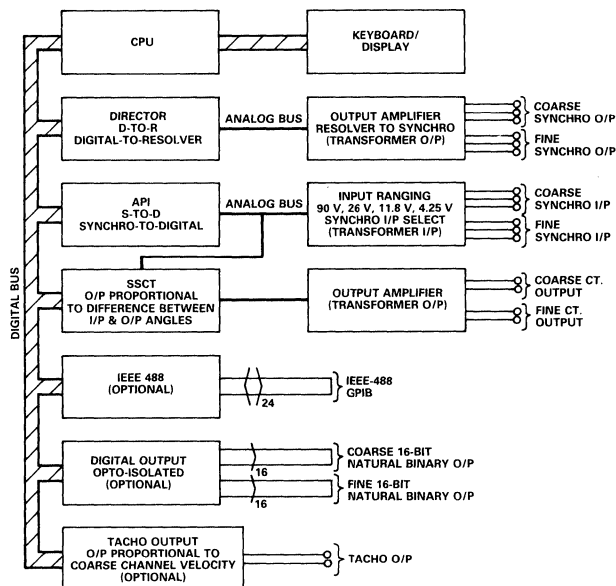 CPU
KEYBOARD/
DISPLAY
DIRECTOR
D-TO-R
DIGITAL-TO-RESOLVER
ANALOG BUS
OUTPUT AMPLIFIER
RESOLVER TO SYNCHRO
(TRANSFORMER O/P)
COARSE
SYNCHRO O/P
FINE
SYNCHRO O/P
API
S-TO-D
SYNCHRO-TO-DIGITAL
ANALOG BUS
INPUT RANGING
90 V, 26 V, 11.8 V, 4.25 V
SYNCHRO I/P SELECT
(TRANSFORMER I/P)
COARSE
SYNCHRO I/P
FINE
SYNCHRO I/P
SSCT
O/P PROPORTIONAL
TO DIFFERENCE BETWEEN
I/P & O/P ANGLES
OUTPUT AMPLIFIER
(TRANSFORMER O/P)
COARSE CT.
OUTPUT
FINE CT.
OUTPUT
DIGITAL BUS
IEEE 488
(OPTIONAL)
24
IEEE-488
GPIB
DIGITAL OUTPUT
OPTO-ISOLATED
(OPTIONAL)
16
COARSE 16-BIT
NATURAL BINARY O/P
16
FINE 16-BIT
NATURAL BINARY O/P
TACHO OUTPUT
O/P PROPORTIONAL TO
COARSE CHANNEL VELOCITY
(OPTIONAL)
TACHO O/P